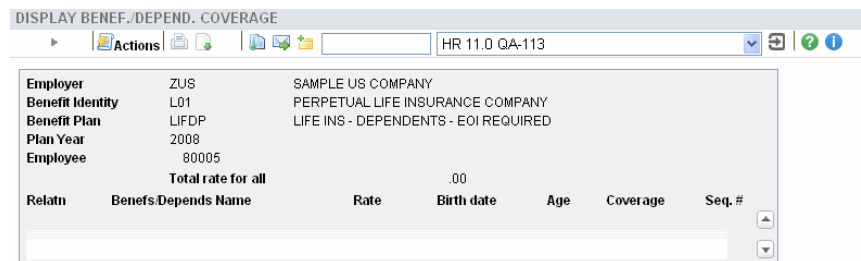 DISPLAY BENEF./DEPEND. COVERAGE
Actions HR 11.0 QA-113
Employer ZUS SAMPLE US COMPANY
Benefit Identity L01 PERPETUAL LIFE INSURANCE COMPANY
Benefit Plan LIFDP LIFE INS - DEPENDENTS - EOI REQUIRED
Plan Year 2008
Employee 80005
Total rate for all .00
Relatn Benefs/Depends Name Rate Birth date Age Coverage Seq. #